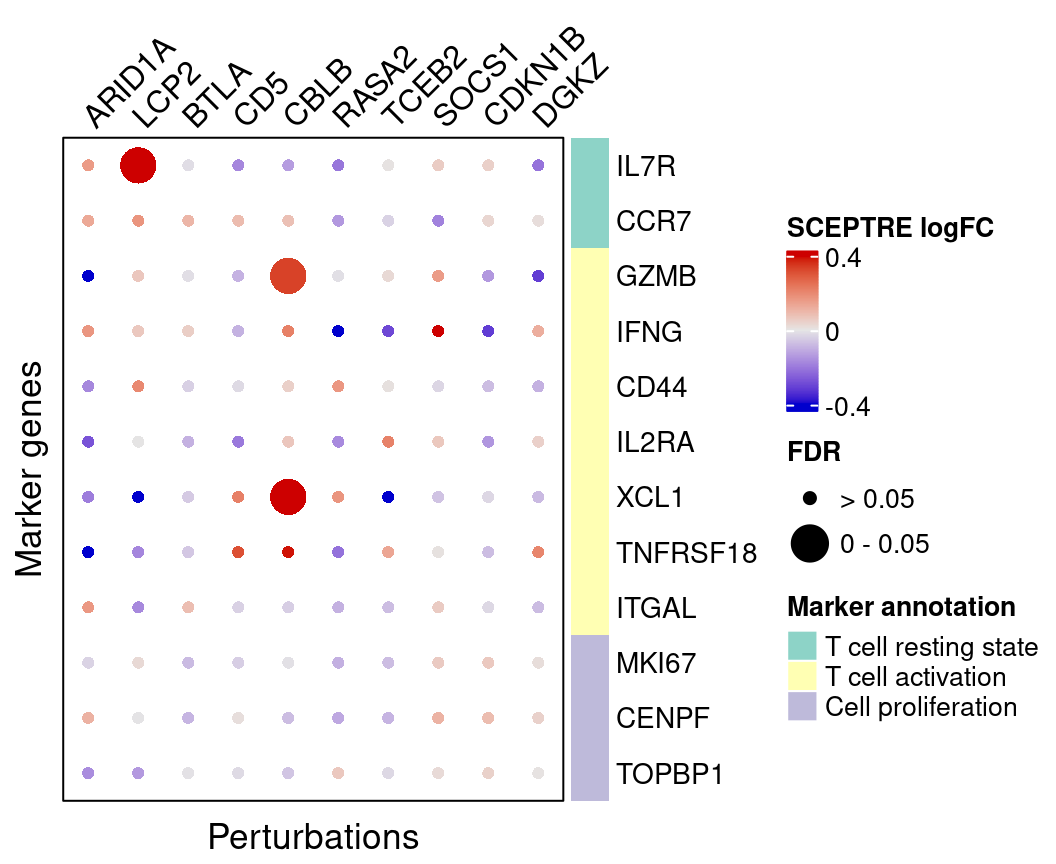 ARID1A
LCP2
BTLA
CD5
CBLB
RASA2
TCEB2
SOCS1
CDKN1B
DGKZ
Marker genes
IL7R
CCR7
GZMB
IFNG
CD44
IL2RA
XCL1
TNFRSF18
ITGAL
MKI67
CENPF
TOPBP1
Perturbations
SCEPTRE logFC
0.4
0
-0.4
FDR
> 0.05
0 - 0.05
Marker annotation
T cell resting state
T cell activation
Cell proliferation